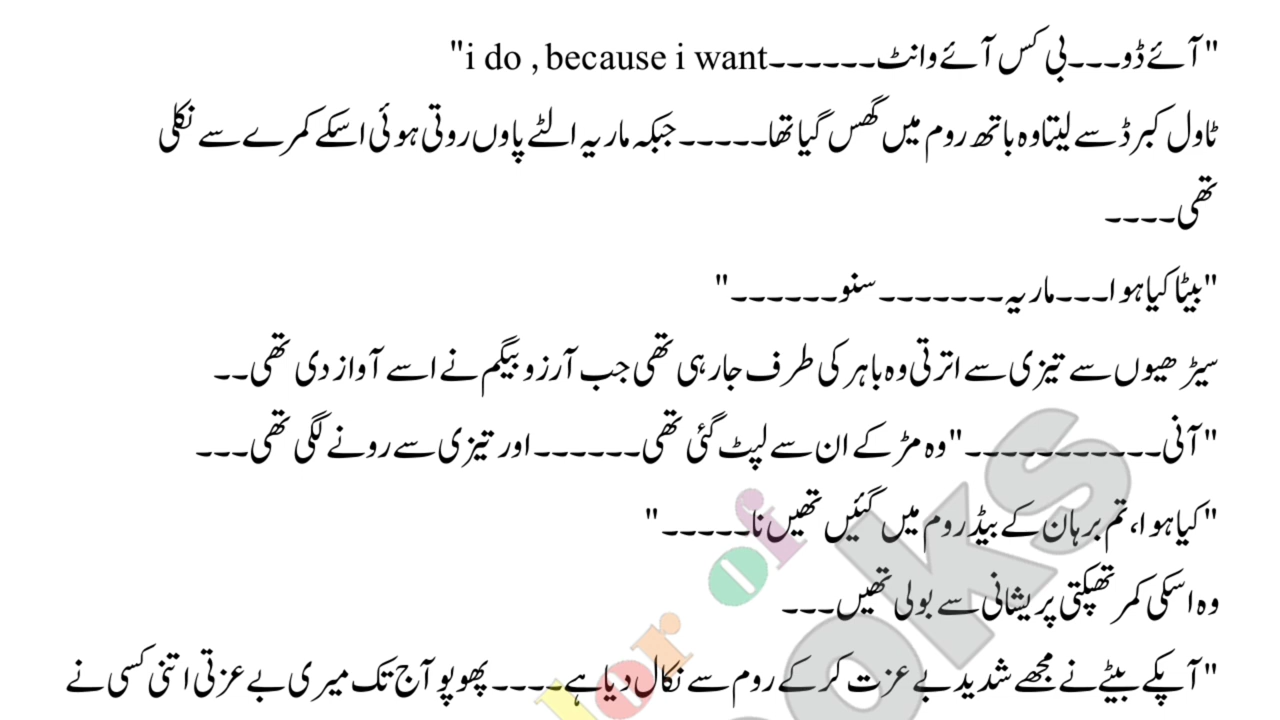 "آئے ڈو۔۔۔بی کس آئے وانٹ۔۔۔۔۔۔i do , because i want"
ٹاول کبرڈ سے لیتا وہ باتھ روم میں گھس گیا تھا۔۔۔۔۔جبکہ ماریہ الٹے پاوں روتی ہوئی اسکے کمرے سے نکلی
تھی۔۔۔۔
"بیٹا کیا ہوا۔۔۔ماریہ۔۔۔۔۔۔۔سنو۔۔۔۔۔۔"
سیڑھیوں سے تیزی سے اترتی وہ باہر کی طرف جا رہی تھی جب آرزو بیگم نے اسے آواز دی تھی۔۔
"آنی۔۔۔۔۔۔۔۔۔۔۔"وہ مڑ کے ان سے لپٹ گئی تھی۔۔۔۔۔۔اور تیزی سے رونے لگی تھی۔۔۔
"کیا ہوا، تم برہان کے بیڈ روم میں گئیں تھیں نا۔۔۔۔۔"
وہ اسکی کمر تھپکتی پریشانی سے بولی تھیں۔۔۔
"آپکے بیٹے نے مجھے شدید بے عزت کر کے روم سے نکال دیا ہے۔۔۔۔پھوپو آج تک میری بے عزتی اتنی کسی نے